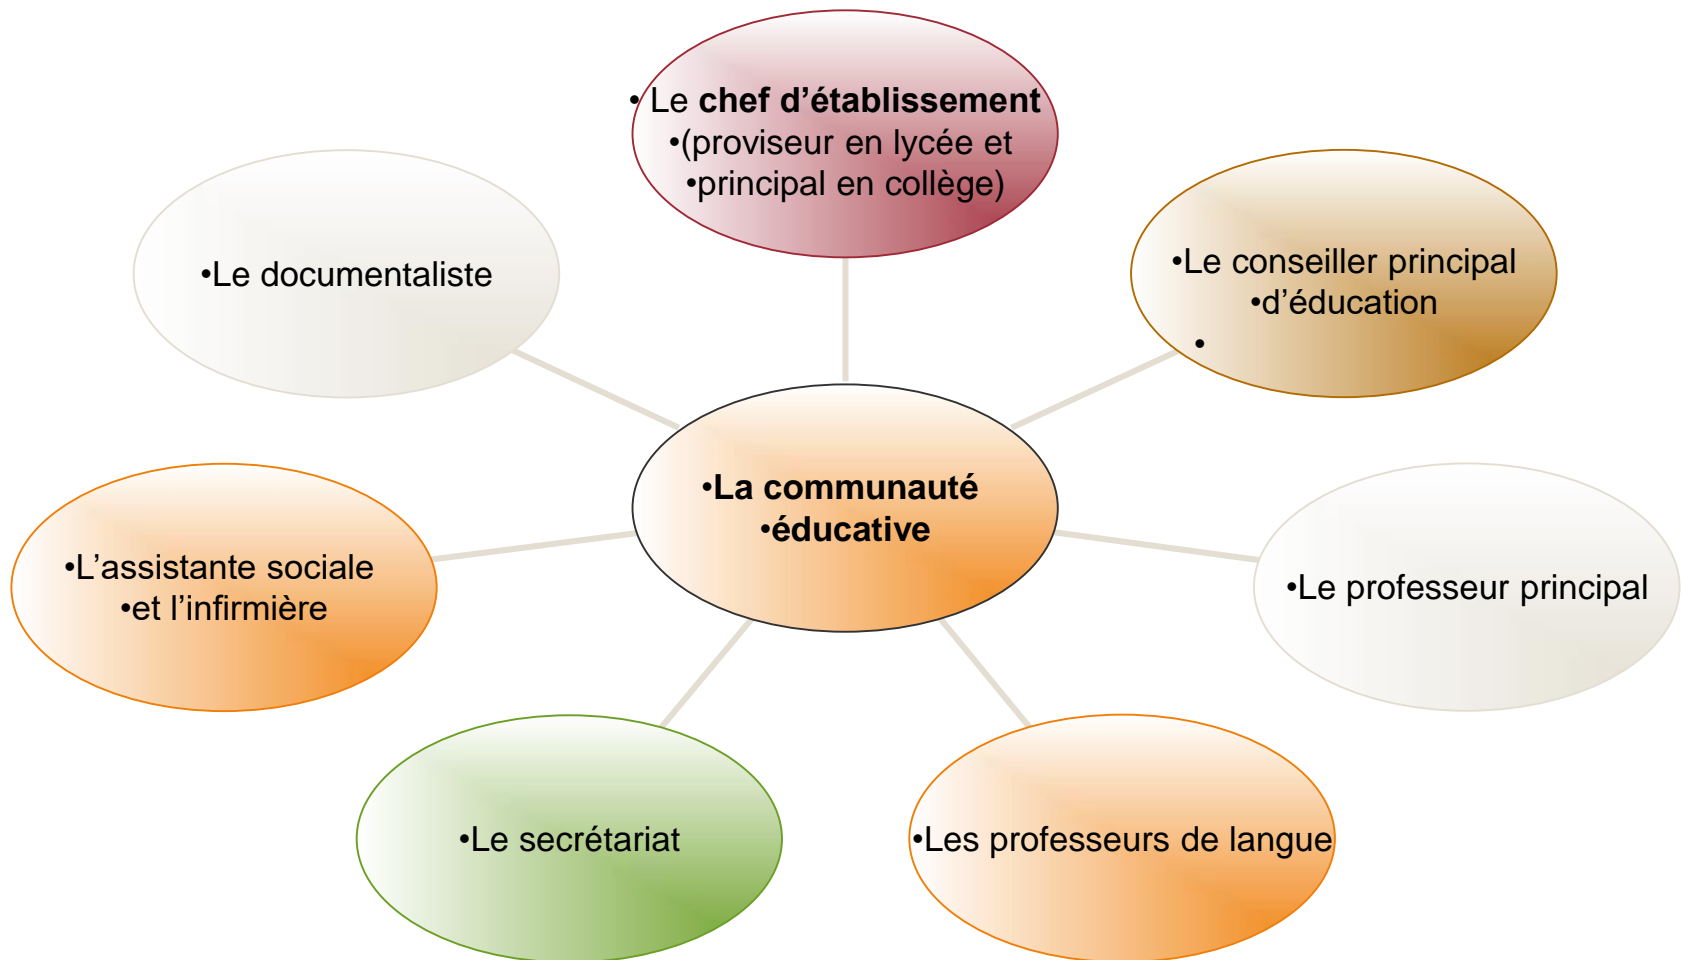 • Le chef d’établissement
•(proviseur en lycée et
•principal en collège)
•Le conseiller principal
•d’éducation
•
•Le documentaliste
•La communauté
•éducative
•L’assistante sociale
•et l’infirmière
•Le professeur principal
•Le secrétariat
•Les professeurs de langue